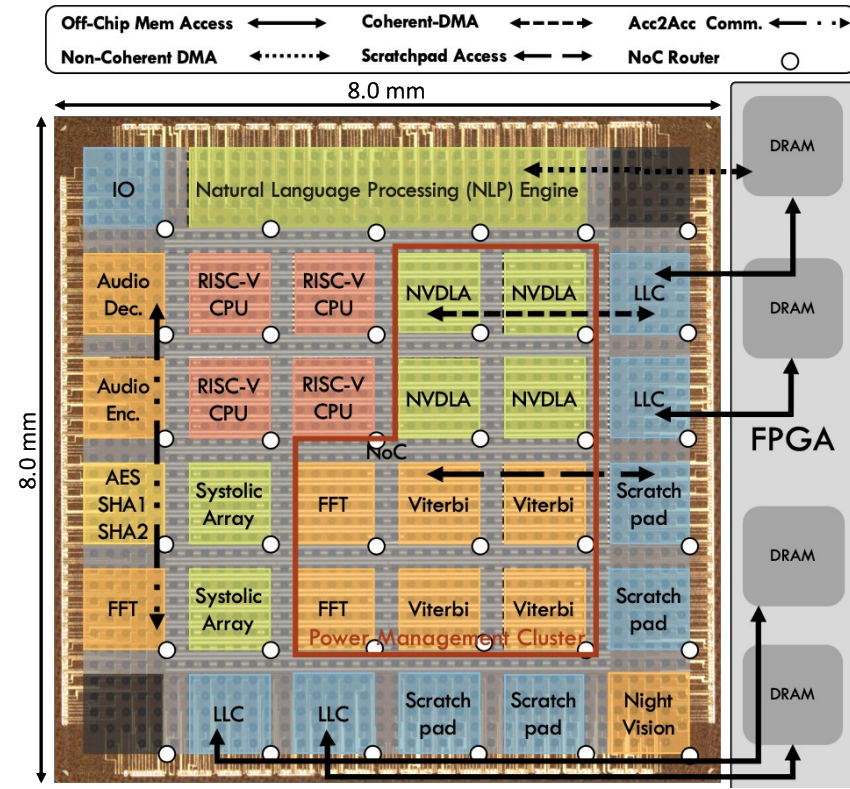 Off-Chip Mem Access
Coherent-DMA
Acc2Acc Comm.
Non-Coherent DMA
Scratchpad Access
NoC Router
8.0 mm
8.0 mm
IO
Natural Language Processing (NLP) Engine
DRAM
Audio
Dec.
RISC-V
CPU
RISC-V
CPU
NVDLA
NVDLA
LLC
DRAM
Audio
Enc.
RISC-V
CPU
RISC-V
CPU
NVDLA
NVDLA
LLC
FPGA
NoC
AES
SHA1
SHA2
Systolic
Array
FFT
Viterbi
Viterbi
Scratch
pad
DRAM
FFT
Systolic
Array
FFT
Viterbi
Viterbi
Scratch
pad
Power Management Cluster
LLC
LLC
Scratch
pad
Scratch
pad
Night
Vision
DRAM